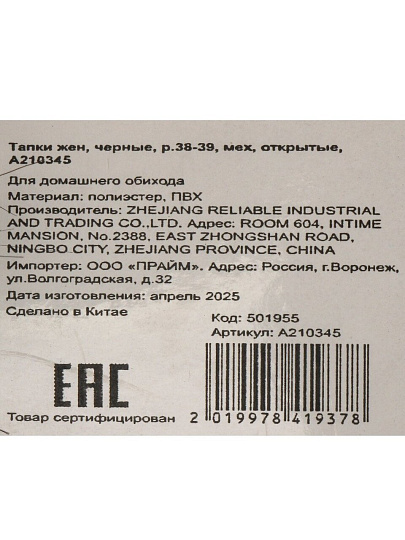 Тапки жен, черные, р.38-39, мех, открытые,
А210345
Для домашнего обихода
Материал: полиэстер, ПВХ
Производитель: ZHEJIANG RELIABLE INDUSTRIAL
AND TRADING CO.,LTD. Адрес: ROOM 604, INTIME
MANSION, No.2388, EAST ZHONGSHAN ROAD,
NINGBO CITY, ZHEJIANG PROVINCE, CHINA
Импортер: ООО «ПРАЙМ». Адрес: Россия, г.Воронеж,
ул.Волгоградская, д.32
Дата изготовления: апрель 2025
Сделано в Китае
Код: 501955
Артикул: А210345
EAC
Товар сертифицирован
2 019978 419378